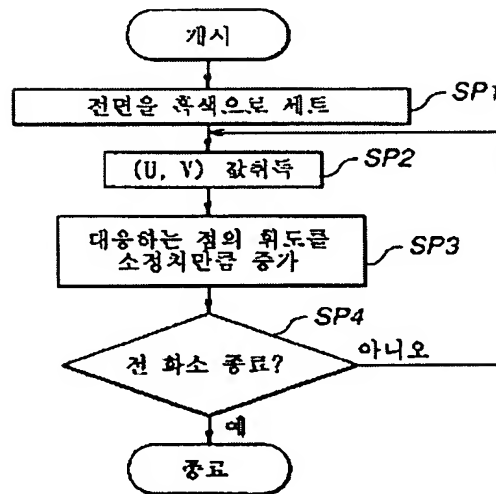 개시
전면을 흑색으로 세트
SP1
(U, V) 값취득
SP2
대응하는 점의 휘도를
소정치만큼 증가
SP3
SP4
전 화소 종료?
아니오
예
종료